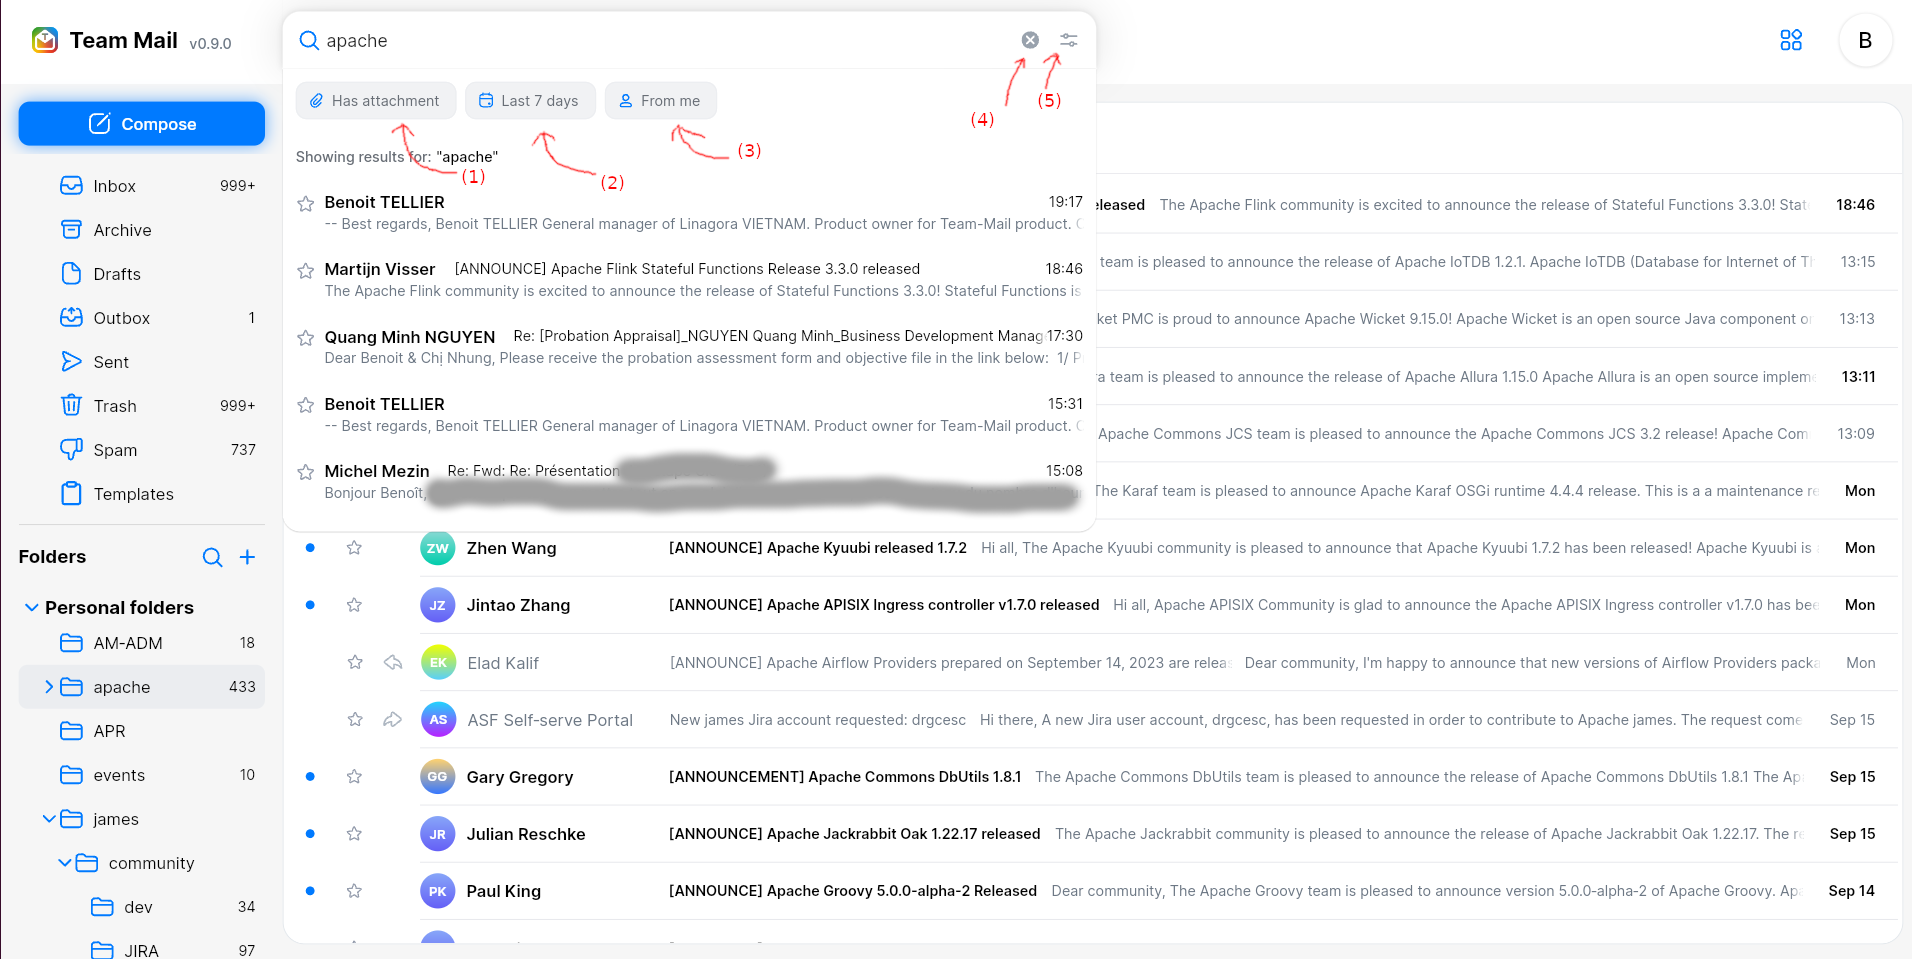 Team Mail v0.9.0
apache
B
(4)
(5)
Has attachment
Last 7 days
From me
Showing results for: "apache"
(1)
(2)
(3)
Benoit TELLIER 19:17
-- Best regards, Benoit TELLIER General manager of Linagora VIETNAM. Product owner for Team-Mail product.
Martijn Visser [ANNOUNCE] Apache Flink Stateful Functions Release 3.3.0 released 18:46
The Apache Flink community is excited to announce the release of Stateful Functions 3.3.0! Stateful Functions is
Quang Minh NGUYEN Re: [Probation Appraisal]_NGUYEN Quang Minh_Business Development Manag 17:30
Dear Benoit & Chị Nhung, Please receive the probation assessment form and objective file in the link below: 1/
Benoit TELLIER 15:31
-- Best regards, Benoit TELLIER General manager of Linagora VIETNAM. Product owner for Team-Mail product.
Michel Mezin Re: Fwd: Re: Présentation 15:08
Bonjour Benoît,
Compose
Inbox 999+
Archive
Drafts
Outbox 1
Sent
Trash 999+
Spam 737
Templates
Folders
Personal folders
AM-ADM 18
apache 433
APR
events 10
james
community
dev 34
JIRA 97
eleased The Apache Flink community is excited to announce the release of Stateful Functions 3.3.0! Stat 18:46
team is pleased to announce the release of Apache IoTDB 1.2.1. Apache IoTDB (Database for Internet of Th 13:15
ket PMC is proud to announce Apache Wicket 9.15.0! Apache Wicket is an open source Java component or 13:13
ra team is pleased to announce the release of Apache Allura 1.15.0 Apache Allura is an open source impleme 13:11
Apache Commons JCS team is pleased to announce the Apache Commons JCS 3.2 release! Apache Com 13:09
The Karaf team is pleased to announce Apache Karaf OSGi runtime 4.4.4 release. This is a a maintenance re Mon
ZW Zhen Wang [ANNOUNCE] Apache Kyuubi released 1.7.2 Hi all, The Apache Kyuubi community is pleased to announce that Apache Kyuubi 1.7.2 has been released! Apache Kyuubi is Mon
JZ Jintao Zhang [ANNOUNCE] Apache APISIX Ingress controller v1.7.0 released Hi all, Apache APISIX Community is glad to announce the Apache APISIX Ingress controller v1.7.0 has bee Mon
EK Elad Kalif [ANNOUNCE] Apache Airflow Providers prepared on September 14, 2023 are releas Dear community, I'm happy to announce that new versions of Airflow Providers packa Mon
AS ASF Self-serve Portal New james Jira account requested: drgcesc Hi there, A new Jira user account, drgcesc, has been requested in order to contribute to Apache james. The request come Sep 15
GG Gary Gregory [ANNOUNCEMENT] Apache Commons DbUtils 1.8.1 The Apache Commons DbUtils team is pleased to announce the release of Apache Commons DbUtils 1.8.1 The Ap Sep 15
JR Julian Reschke [ANNOUNCE] Apache Jackrabbit Oak 1.22.17 released The Apache Jackrabbit community is pleased to announce the release of Apache Jackrabbit Oak 1.22.17. The re Sep 15
PK Paul King [ANNOUNCE] Apache Groovy 5.0.0-alpha-2 Released Dear community, The Apache Groovy team is pleased to announce version 5.0.0-alpha-2 of Apache Groovy. Ap Sep 14